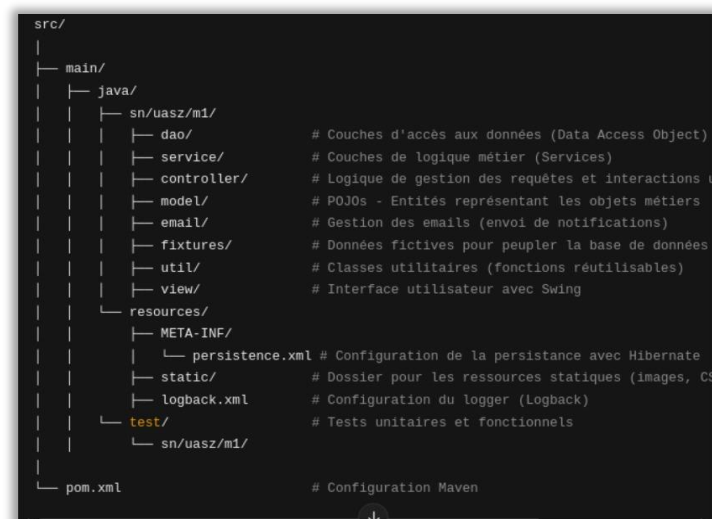 src/
│
├── main/
│   ├── java/
│   │   ├── sn/uasz/m1/
│   │   │   ├── dao/               # Couches d'accès aux données (Data Access Object)
│   │   │   ├── service/           # Couches de logique métier (Services)
│   │   │   ├── controller/        # Logique de gestion des requêtes et interactions
│   │   │   ├── model/             # POJOs - Entités représentant les objets métiers
│   │   │   ├── email/             # Gestion des emails (envoi de notifications)
│   │   │   ├── fixtures/          # Données fictives pour peupler la base de données
│   │   │   ├── util/              # Classes utilitaires (fonctions réutilisables)
│   │   │   ├── view/              # Interface utilisateur avec Swing
│   │   └── resources/
│   │       ├── META-INF/
│   │       │   └── persistence.xml # Configuration de la persistance avec Hibernate
│   │       ├── static/            # Dossier pour les ressources statiques (images,
│   │       ├── logback.xml        # Configuration du logger (Logback)
│   │   └── test/                  # Tests unitaires et fonctionnels
│   │       └── sn/uasz/m1/
│
└── pom.xml                        # Configuration Maven